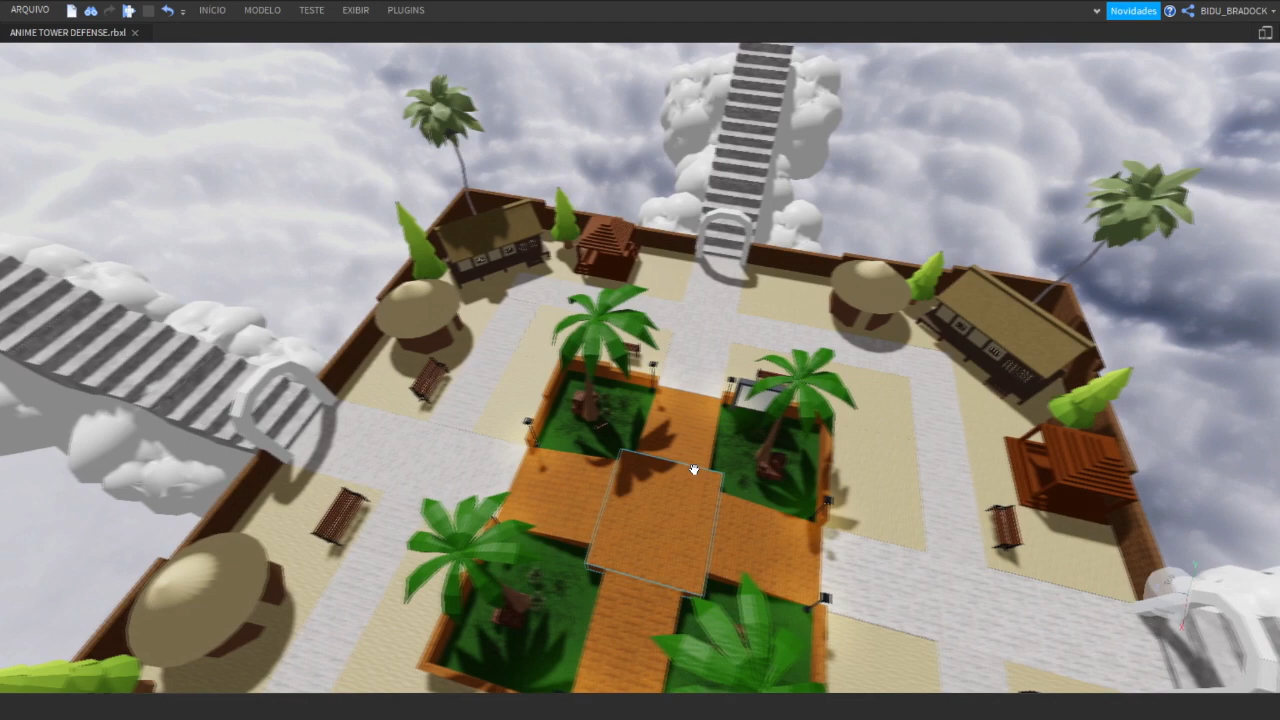 ARQUIVO INÍCIO MODELO TESTE EXIBIR PLUGINS Novidades BIDU_BRADOCK
ANIME TOWER DEFENSE.rbxl